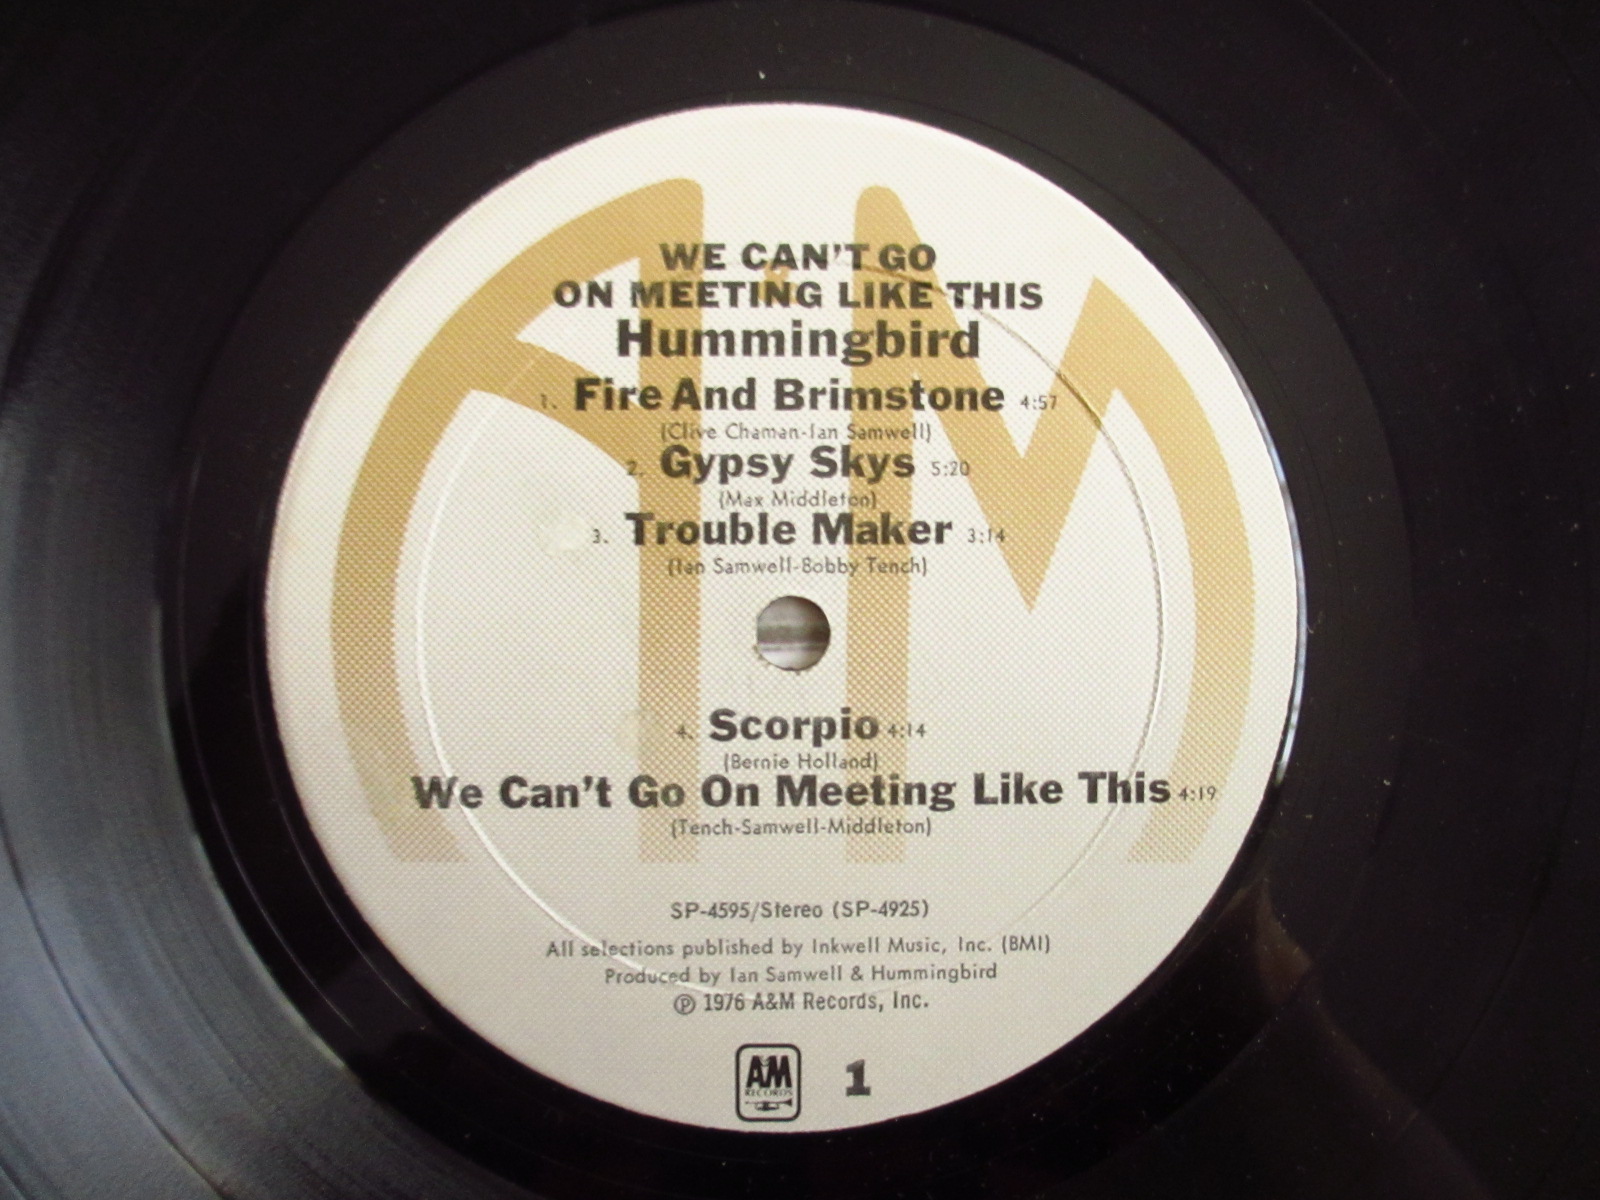 WE CAN'T GO
ON MEETING LIKE THIS
Hummingbird
1. Fire And Brimstone 4:57
(Clive Chaman-Ian Samwell)
2. Gypsy Skys 5:20
(Max Middleton)
3. Trouble Maker 3:14
(Ian Samwell-Bobby Tench)
4. Scorpio 4:14
(Bernie Holland)
We Can't Go On Meeting Like This 4:19
(Tench-Samwell-Middleton)
SP-4595/Stereo (SP-4925)
All selections published by Inkwell Music, Inc. (BMI)
Produced by Ian Samwell & Hummingbird
℗ 1976 A&M Records, Inc.
A&M RECORDS 1